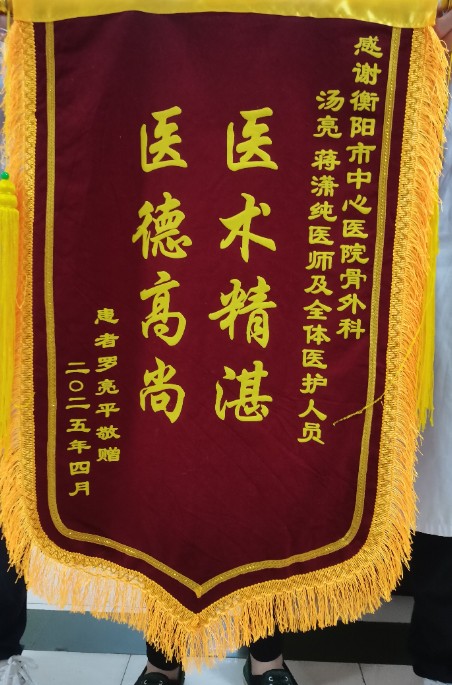 感谢衡阳市中心医院骨外科
汤亮 蒋潇纯医师及全体医护人员
医术精湛
医德高尚
患者罗亮平敬赠
二〇二五年四月